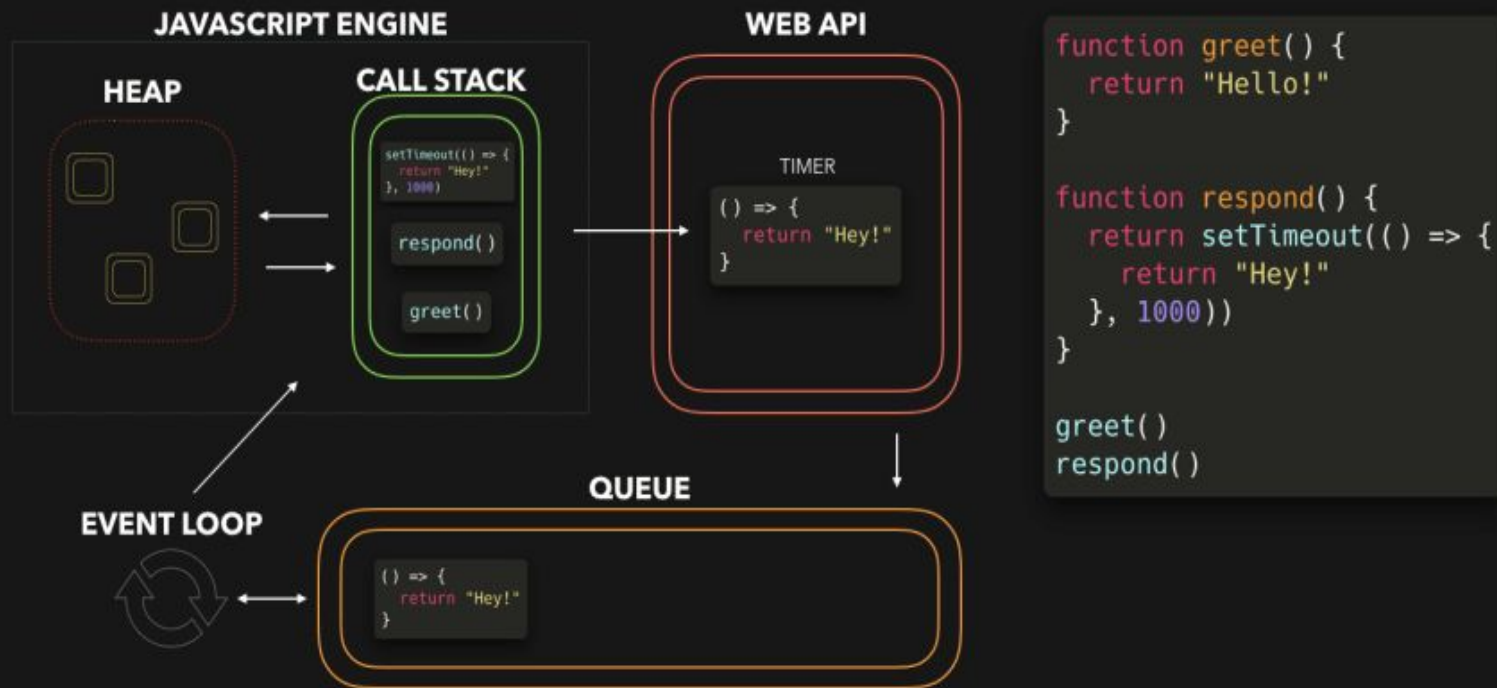 JAVASCRIPT ENGINE
HEAP
CALL STACK
setTimeout(() => {
return "Hey!"
}, 1000)
respond()
greet()
WEB API
TIMER
() => {
return "Hey!"
}
EVENT LOOP
QUEUE
() => {
return "Hey!"
}
function greet() {
return "Hello!"
}
function respond() {
return setTimeout(() => {
return "Hey!"
}, 1000))
}
greet()
respond()